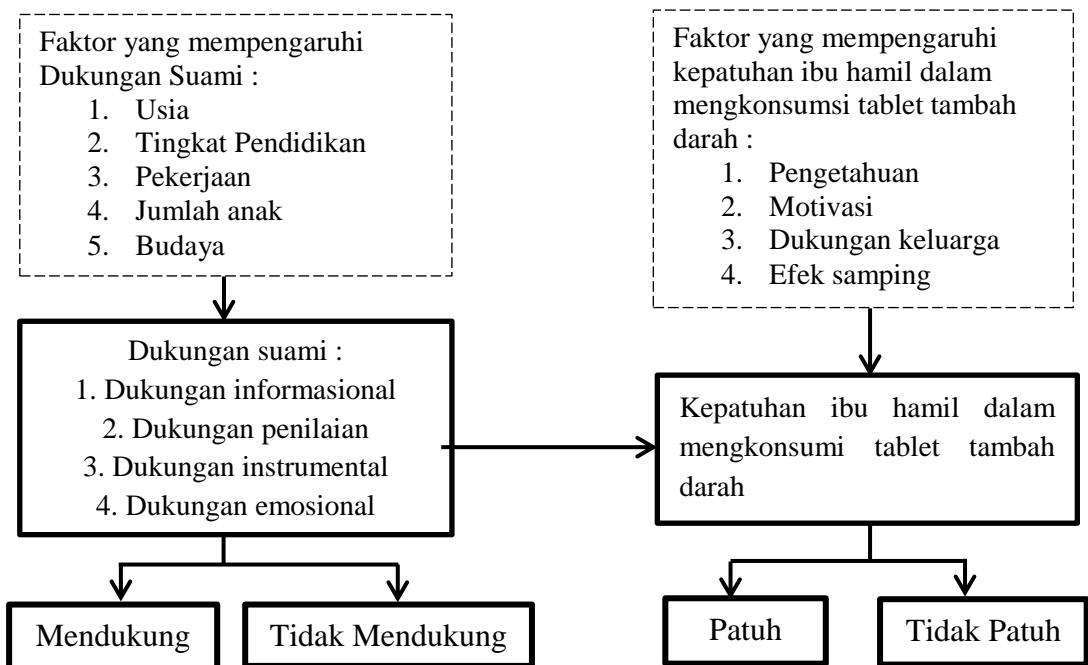 Faktor yang mempengaruhi
Dukungan Suami :
1. Usia
2. Tingkat Pendidikan
3. Pekerjaan
4. Jumlah anak
5. Budaya
Faktor yang mempengaruhi
kepatuhan ibu hamil dalam
mengkonsumsi tablet tambah
darah :
1. Pengetahuan
2. Motivasi
3. Dukungan keluarga
4. Efek samping
Dukungan suami :
1. Dukungan informasional
2. Dukungan penilaian
3. Dukungan instrumental
4. Dukungan emosional
Kepatuhan ibu hamil dalam
mengkonsumi tablet tambah
darah
Mendukung
Tidak Mendukung
Patuh
Tidak Patuh